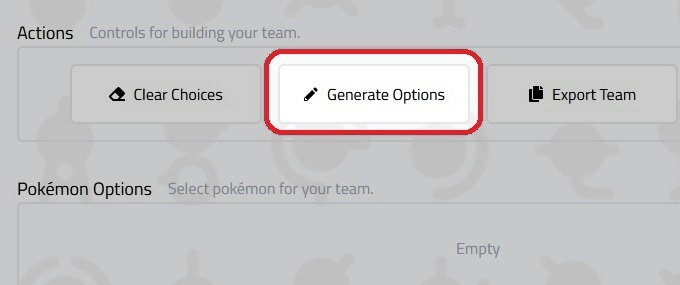 Actions Controls for building your team.
Clear Choices Generate Options Export Team
Pokémon Options Select pokémon for your team.
Empty